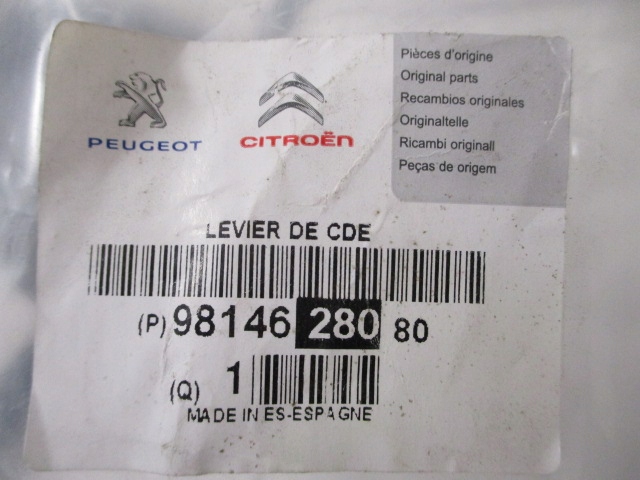 PEUGEOT
CITROËN
Pièces d'origine
Original parts
Recambios originales
Originaltelle
Ricambi originall
Peças de origem
LEVIER DE CDE
(P) 98146 280 80
(Q) 1
MADE IN ES-ESPAGNE